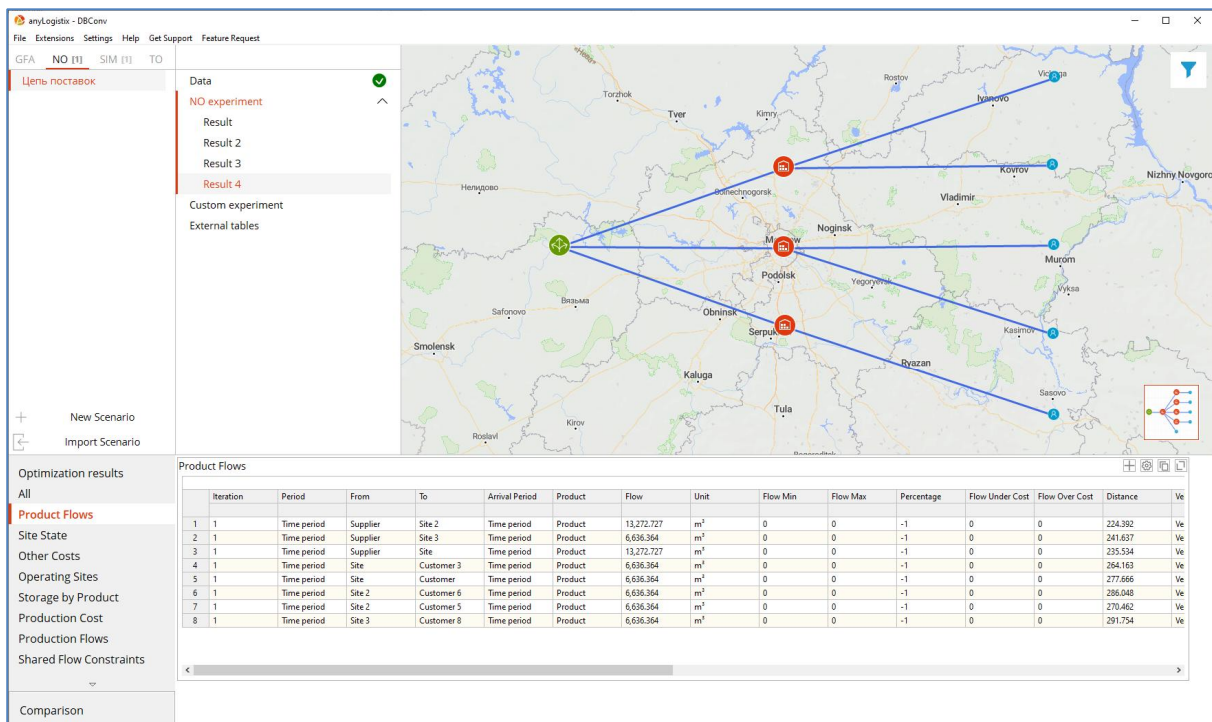 anyLogistix - DBConv
File Extensions Settings Help Get Support Feature Request
GFA NO [1] SIM [1] TO
Цепь поставок
Data
NO experiment
Result
Result 2
Result 3
Result 4
Custom experiment
External tables
New Scenario
Import Scenario
Rostov
Torzhok
Ivanovo
Tver
Kimry
Kovrov
Nizhny Novgoro
Нелидово
Solnechnogorsk
Vladimir
Noginsk
Murom
Podolsk
Yegoryevsk
Vyksa
Вязьма
Safonovo
Obninsk
Kasimov
Smolensk
Ryazan
Kaluga
Sasovo
Tula
Kirov
Roslavl
Optimization results
All
Product Flows
Site State
Other Costs
Operating Sites
Storage by Product
Production Cost
Production Flows
Shared Flow Constraints
Comparison
Product Flows
Iteration Period From To Arrival Period Product Flow Unit Flow Min Flow Max Percentage Flow Under Cost Flow Over Cost Distance Ve
1 1 Time period Supplier Site 2 Time period Product 13,272.727 m³ 0 0 -1 0 0 224.392 Ve
2 1 Time period Supplier Site 3 Time period Product 6,636.364 m³ 0 0 -1 0 0 241.637 Ve
3 1 Time period Supplier Site Time period Product 13,272.727 m³ 0 0 -1 0 0 235.534 Ve
4 1 Time period Site Customer 3 Time period Product 6,636.364 m³ 0 0 -1 0 0 264.163 Ve
5 1 Time period Site Customer Time period Product 6,636.364 m³ 0 0 -1 0 0 277.666 Ve
6 1 Time period Site 2 Customer 6 Time period Product 6,636.364 m³ 0 0 -1 0 0 286.048 Ve
7 1 Time period Site 2 Customer 5 Time period Product 6,636.364 m³ 0 0 -1 0 0 270.462 Ve
8 1 Time period Site 3 Customer 8 Time period Product 6,636.364 m³ 0 0 -1 0 0 291.754 Ve